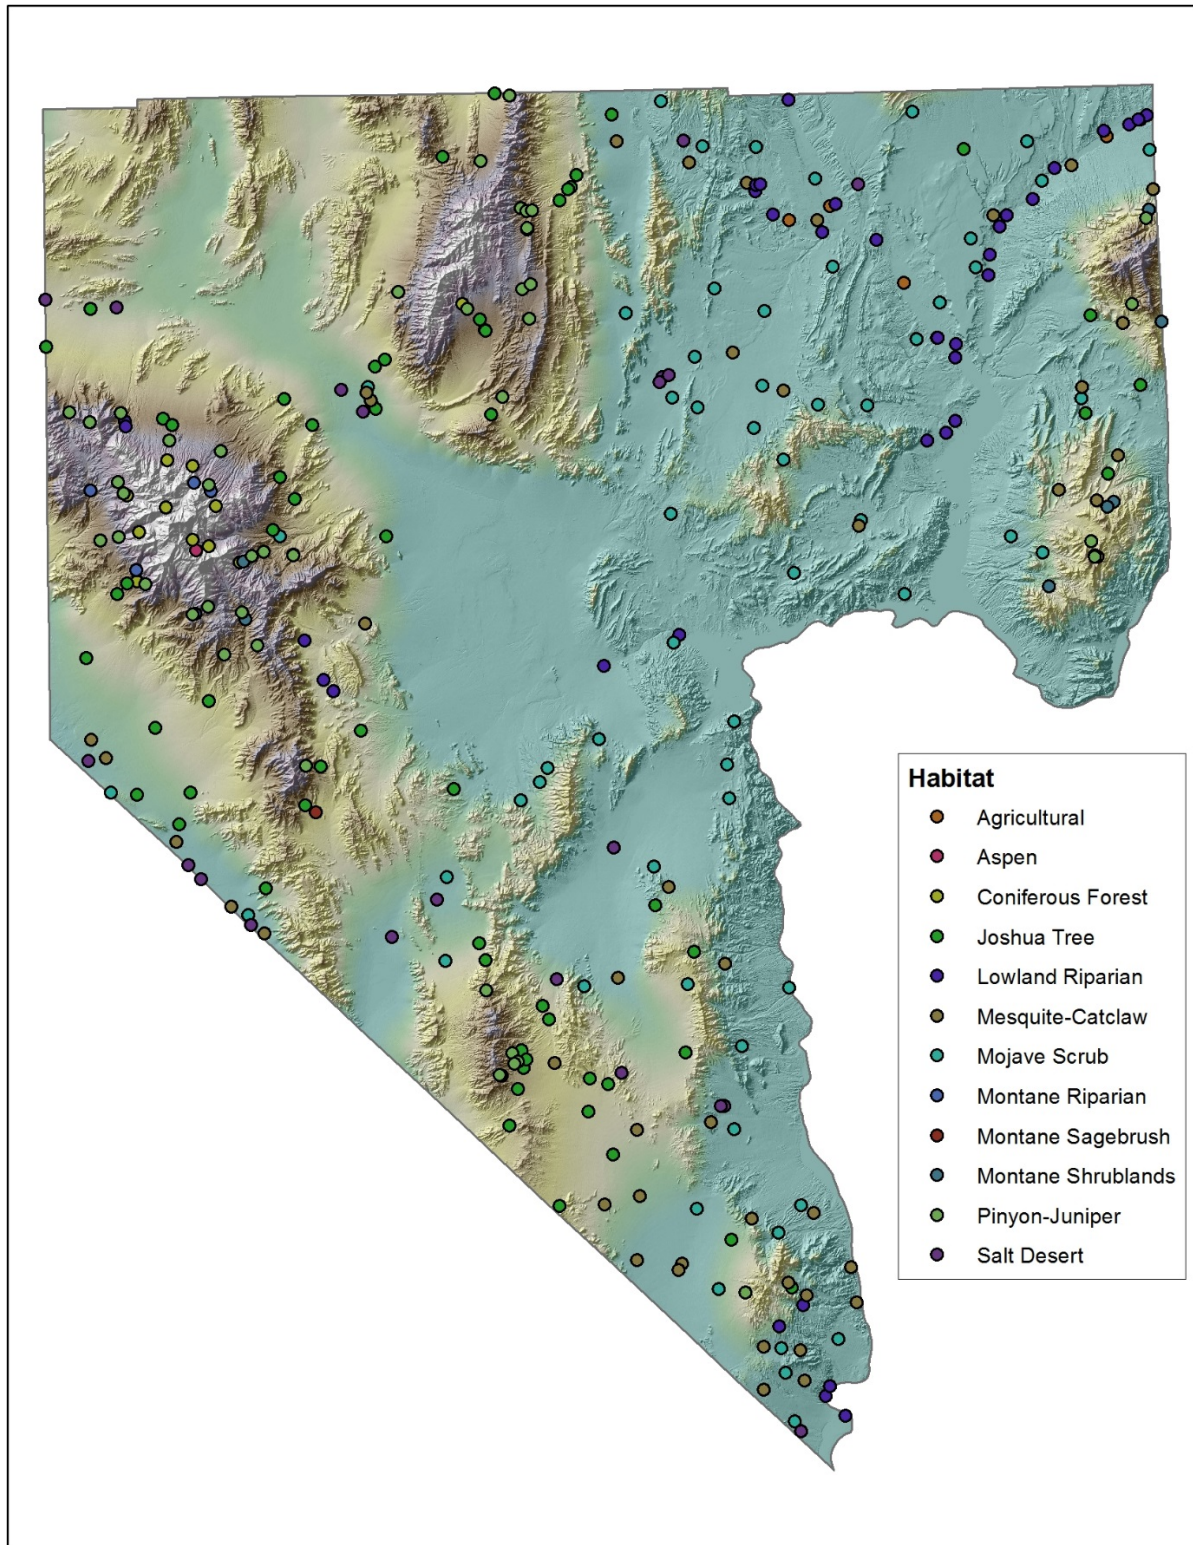 Habitat
Agricultural
Aspen
Coniferous Forest
Joshua Tree
Lowland Riparian
Mesquite-Catclaw
Mojave Scrub
Montane Riparian
Montane Sagebrush
Montane Shrublands
Pinyon-Juniper
Salt Desert